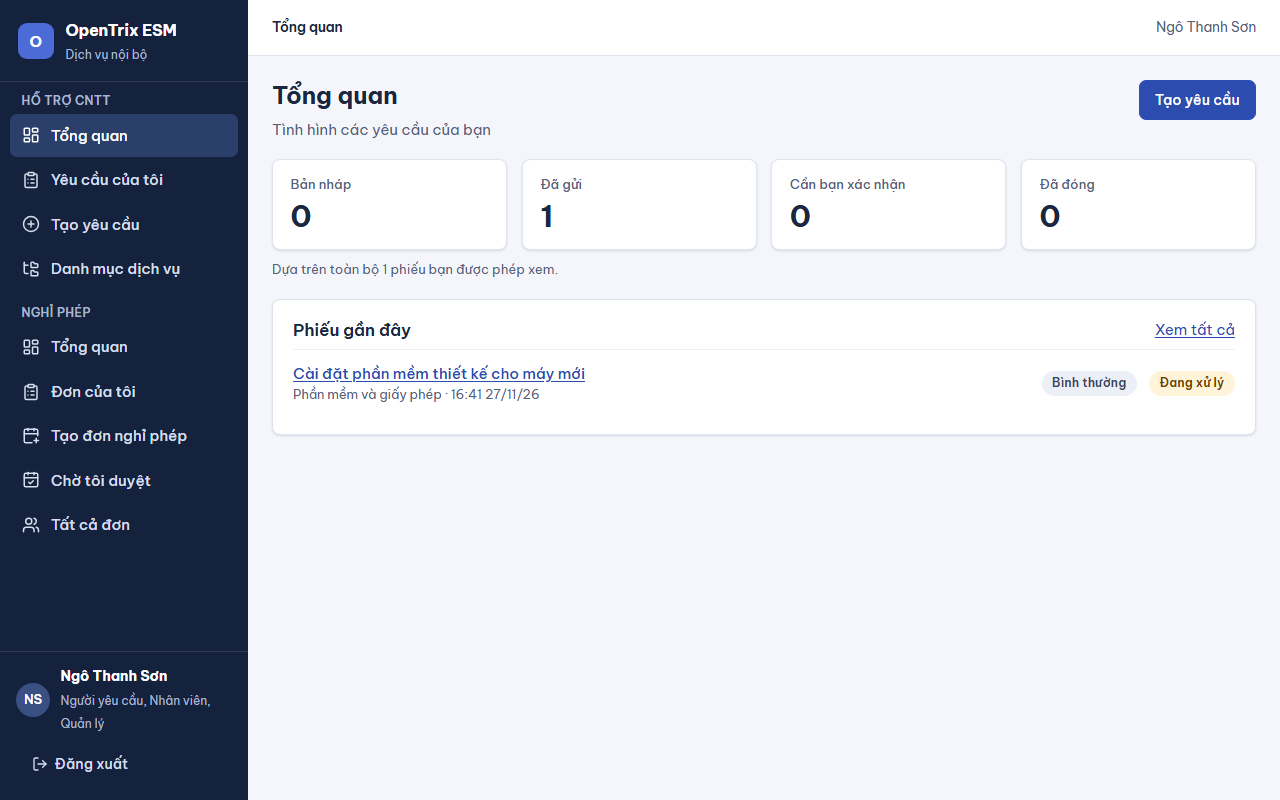 O
OpenTrix ESM
Dịch vụ nội bộ
HỖ TRỢ CNTT
Tổng quan
Yêu cầu của tôi
Tạo yêu cầu
Danh mục dịch vụ
NGHỈ PHÉP
Tổng quan
Đơn của tôi
Tạo đơn nghỉ phép
Chờ tôi duyệt
Tất cả đơn
NS
Ngô Thanh Sơn
Người yêu cầu, Nhân viên,
Quản lý
Đăng xuất
Tổng quan
Ngô Thanh Sơn
Tổng quan
Tình hình các yêu cầu của bạn
Tạo yêu cầu
Bản nháp
0
Đã gửi
1
Cần bạn xác nhận
0
Đã đóng
0
Dựa trên toàn bộ 1 phiếu bạn được phép xem.
Phiếu gần đây
Xem tất cả
Cài đặt phần mềm thiết kế cho máy mới
Phần mềm và giấy phép · 16:41 27/11/26
Bình thường
Đang xử lý